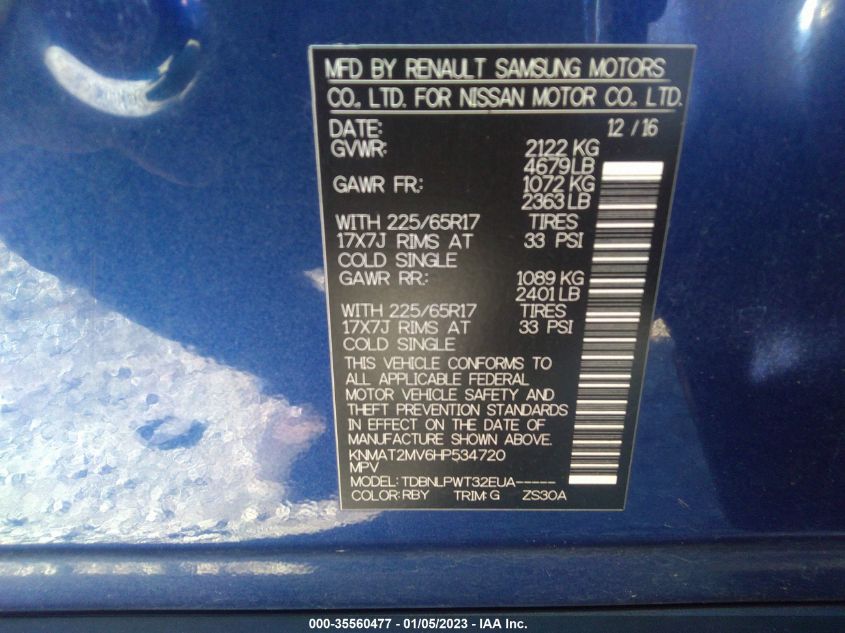 MFD BY RENAULT SAMSUNG MOTORS
CO., LTD. FOR NISSAN MOTOR CO., LTD.
DATE: 12 / 16
GVWR: 2122 KG
4679LB
GAWR FR.: 1072 KG
2363 LB
WITH 225/65R17 TIRES
17X7J RIMS AT 33 PSI
COLD SINGLE
GAWR RR.: 1089 KG
2401 LB
WITH 225/65R17 TIRES
17X7J RIMS AT 33 PSI
COLD SINGLE
THIS VEHICLE CONFORMS TO
ALL APPLICABLE FEDERAL
MOTOR VEHICLE SAFETY AND
THEFT PREVENTION STANDARDS
IN EFFECT ON THE DATE OF
MANUFACTURE SHOWN ABOVE.
KNMAT2MV6HP534720
MPV
MODEL: TDBNLPWT32EUA-----
COLOR: RBY TRIM: G ZS30A
000-35560477 — 01/05/2023 — IAA Inc.